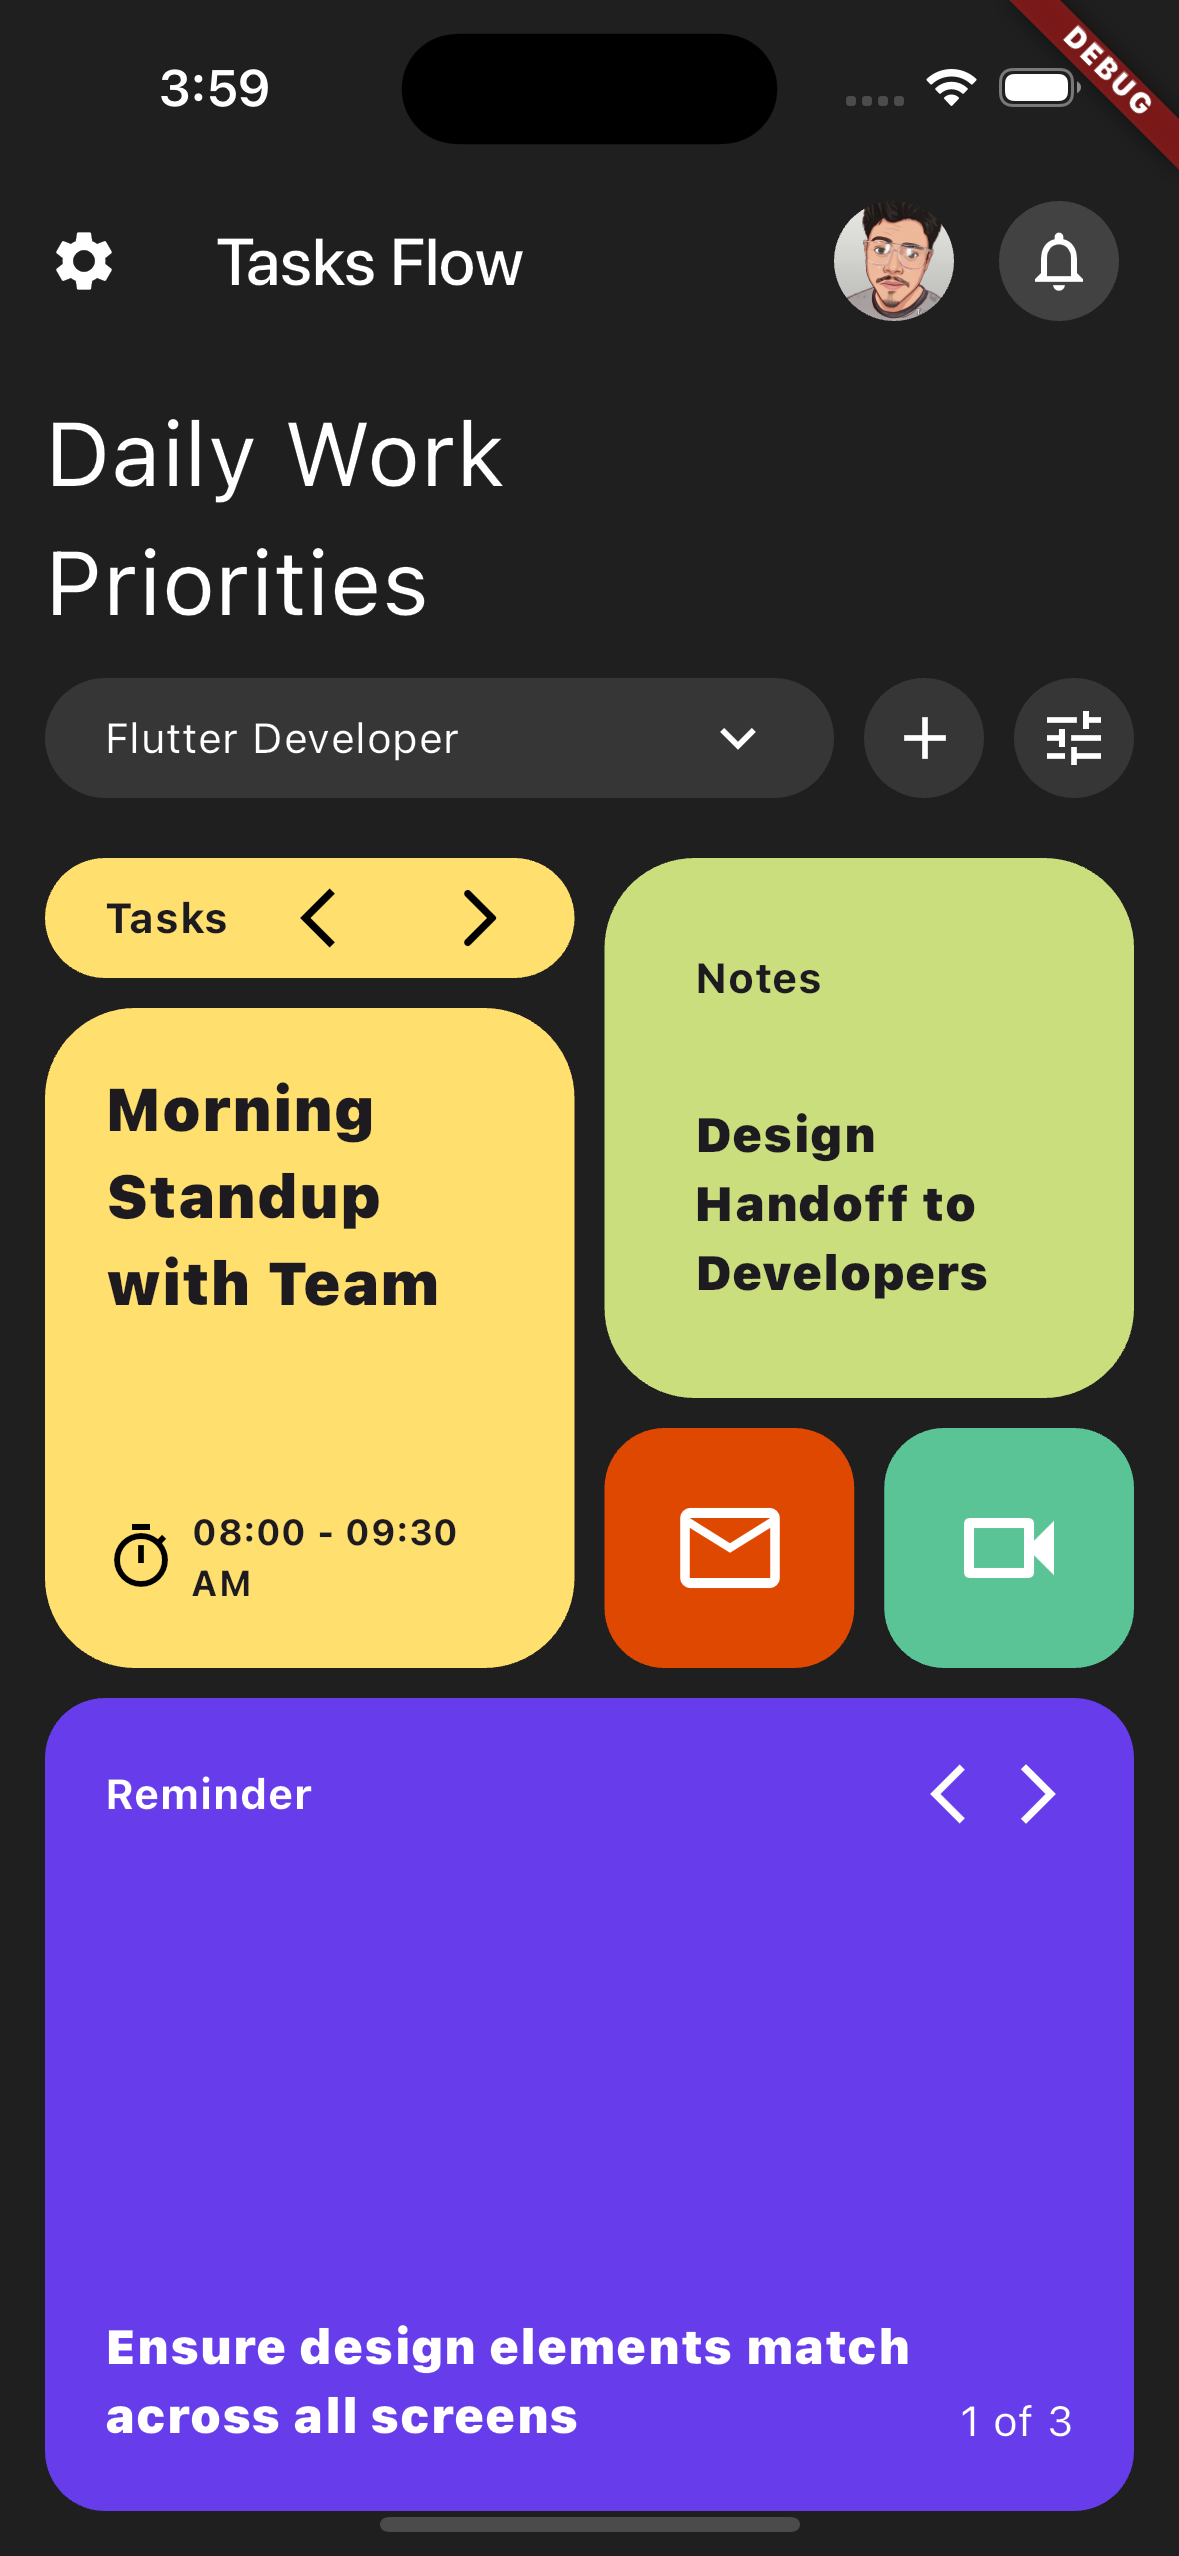 3:59
DEBUG
Tasks Flow
Daily Work
Priorities
Flutter Developer
Tasks
Morning
Standup
with Team
08:00 - 09:30
AM
Notes
Design
Handoff to
Developers
Reminder
Ensure design elements match
across all screens
1 of 3